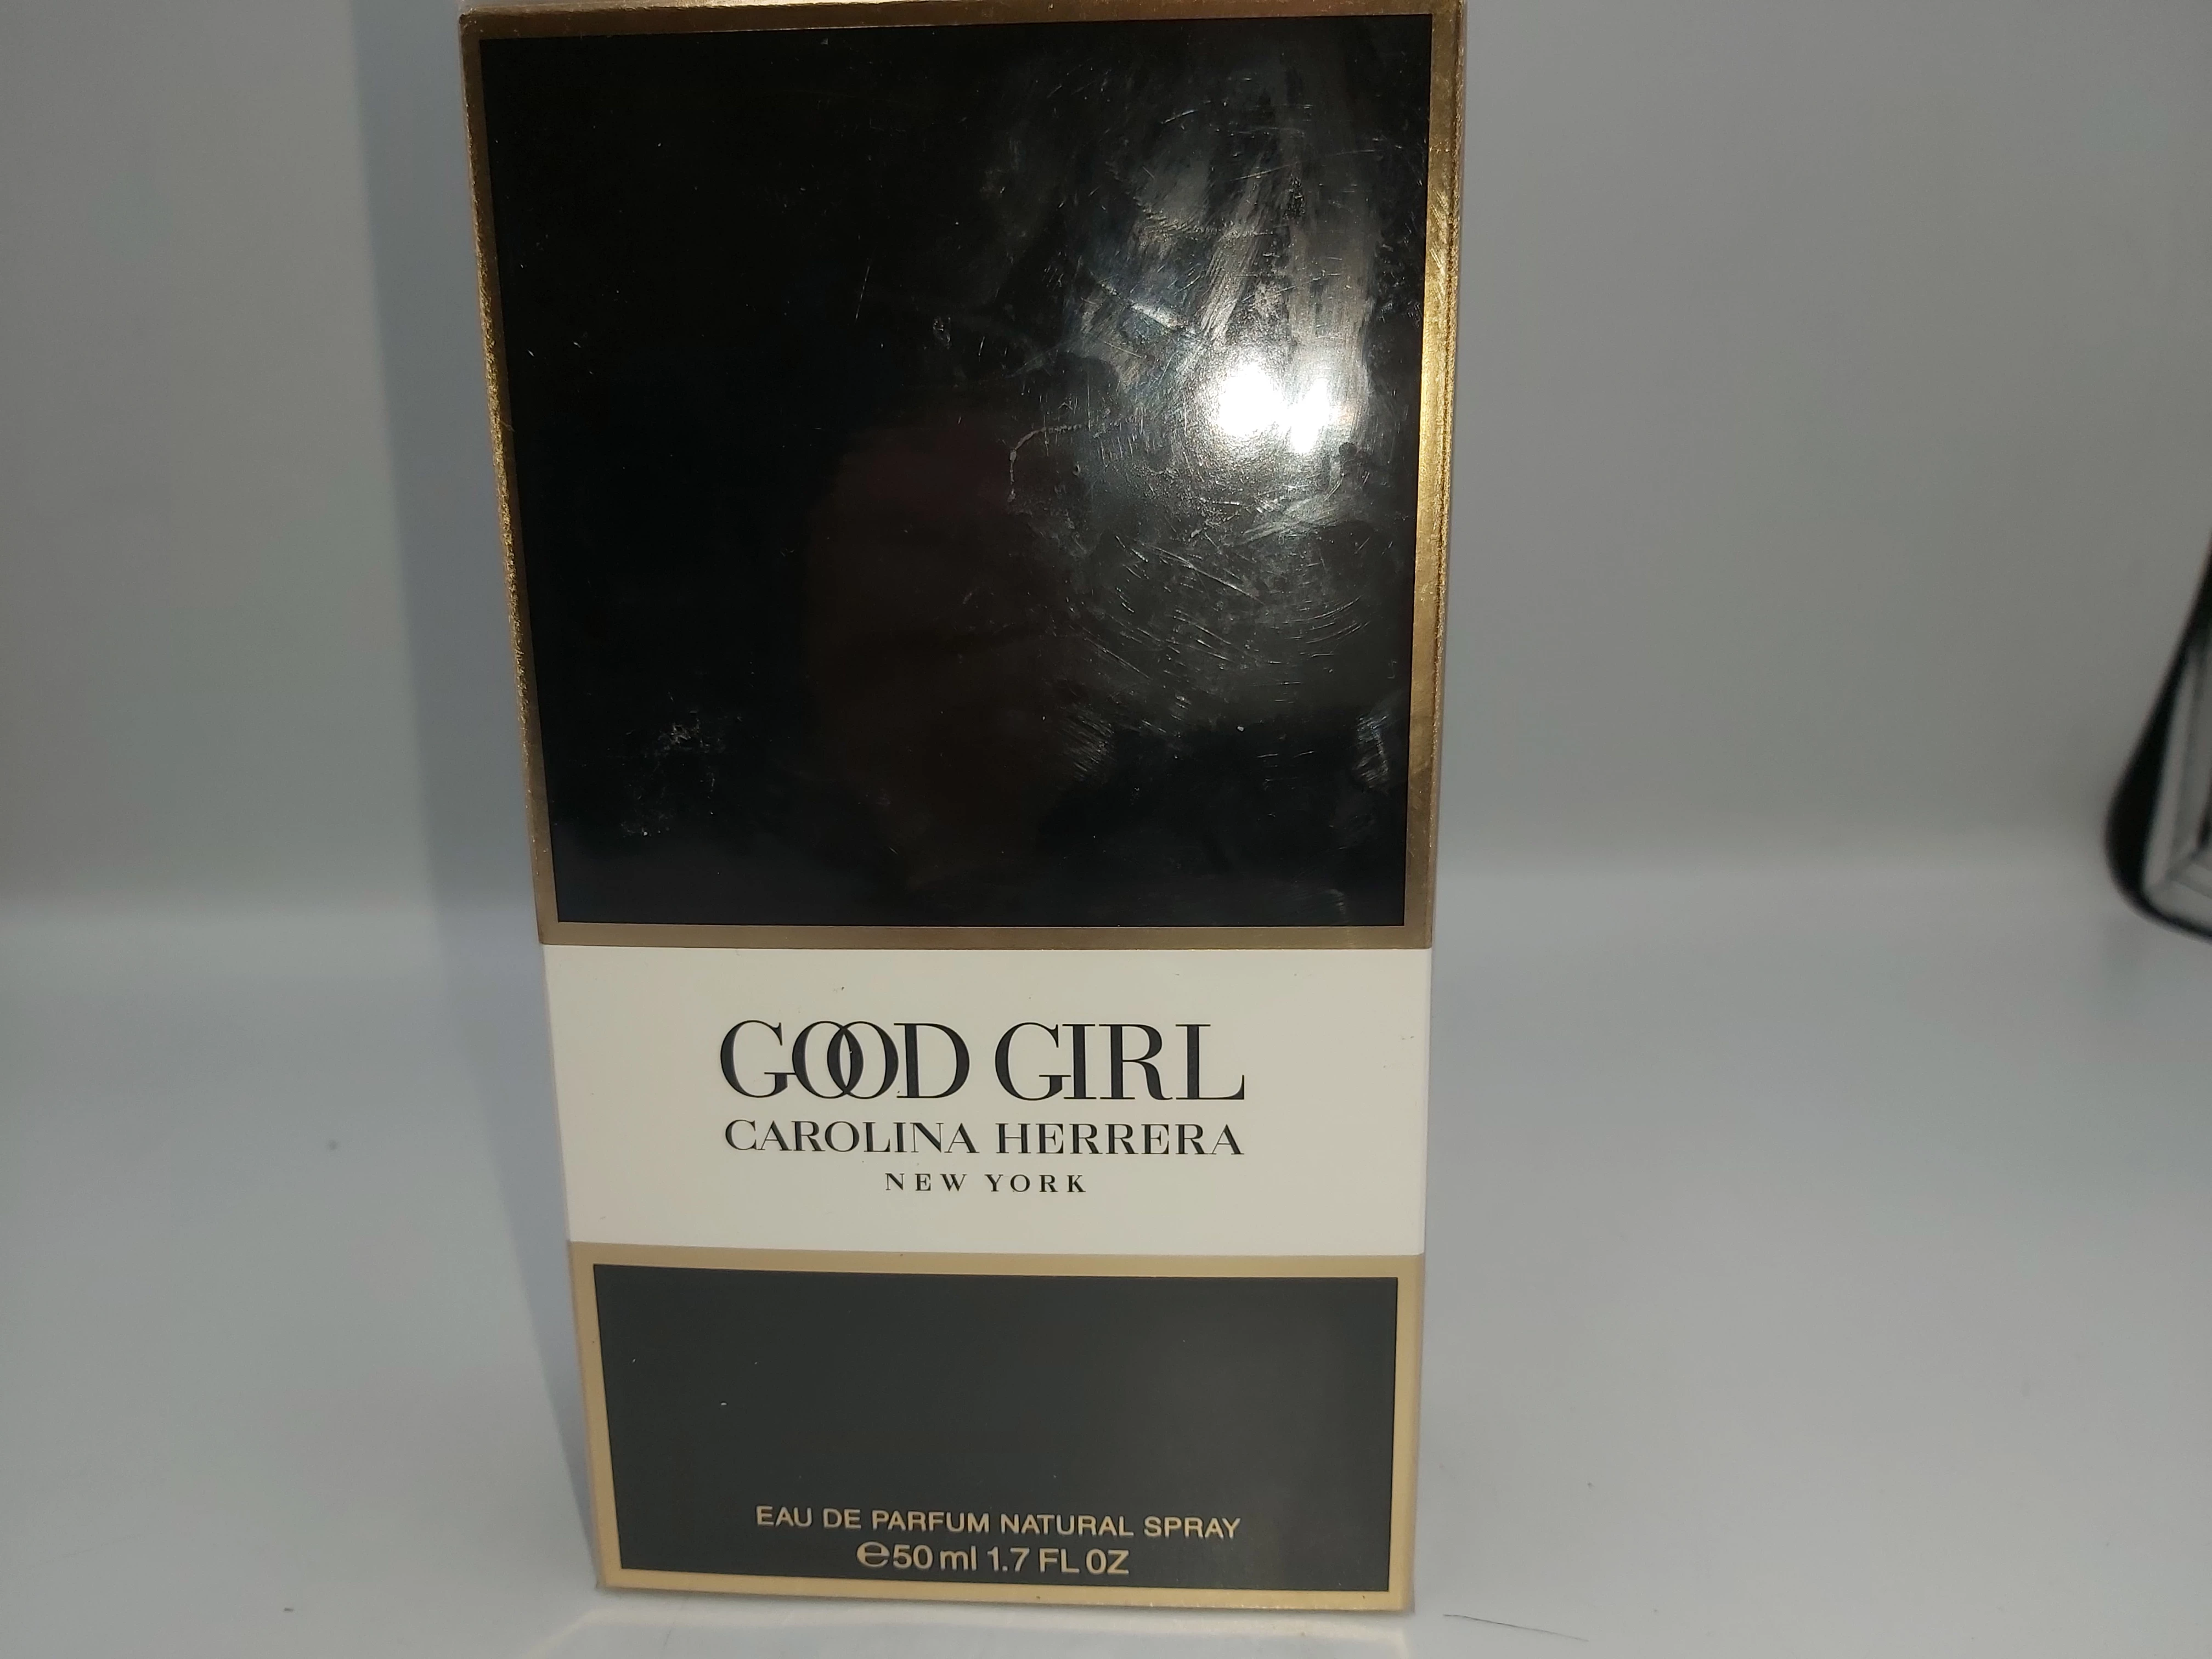 GOOD GIRL
CAROLINA HERRERA
NEW YORK
EAU DE PARFUM NATURAL SPRAY
℮50 ml 1.7 FL OZ